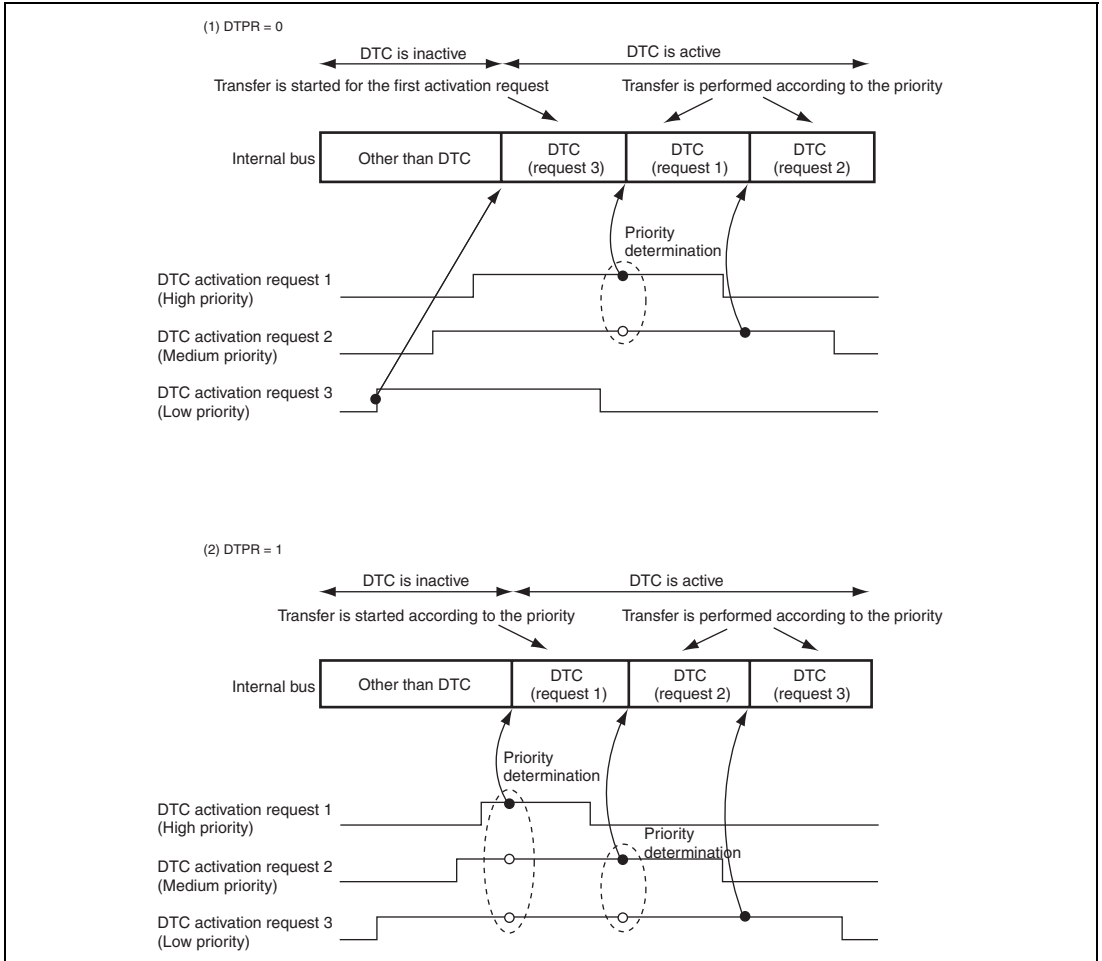 (1) DTPR = 0
DTC is inactive
DTC is active
Transfer is started for the first activation request
Transfer is performed according to the priority
Internal bus
Other than DTC
DTC
(request 3)
DTC
(request 1)
DTC
(request 2)
Priority
determination
DTC activation request 1
(High priority)
DTC activation request 2
(Medium priority)
DTC activation request 3
(Low priority)
(2) DTPR = 1
DTC is inactive
DTC is active
Transfer is started according to the priority
Transfer is performed according to the priority
Internal bus
Other than DTC
DTC
(request 1)
DTC
(request 2)
DTC
(request 3)
Priority
determination
DTC activation request 1
(High priority)
Priority
determination
DTC activation request 2
(Medium priority)
DTC activation request 3
(Low priority)